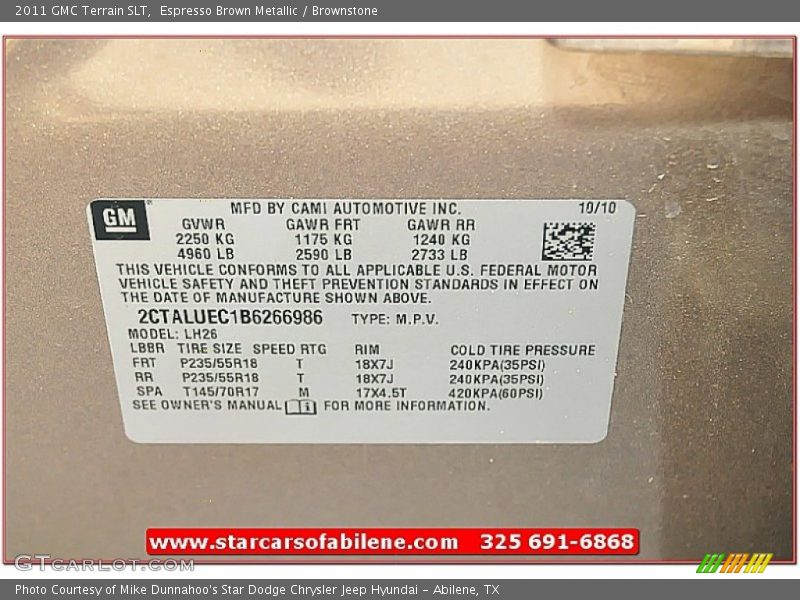 2011 GMC Terrain SLT, Espresso Brown Metallic / Brownstone
GM
MFD BY CAMI AUTOMOTIVE INC. 10/10
GVWR GAWR FRT GAWR RR
2250 KG 1175 KG 1240 KG
4960 LB 2590 LB 2733 LB
THIS VEHICLE CONFORMS TO ALL APPLICABLE U.S. FEDERAL MOTOR
VEHICLE SAFETY AND THEFT PREVENTION STANDARDS IN EFFECT ON
THE DATE OF MANUFACTURE SHOWN ABOVE.
2CTALUEC1B6266986 TYPE: M.P.V.
MODEL: LH26
LBBR TIRE SIZE SPEED RTG RIM COLD TIRE PRESSURE
FRT P235/55R18 T 18X7J 240KPA(35PSI)
RR P235/55R18 T 18X7J 240KPA(35PSI)
SPA T145/70R17 M 17X4.5T 420KPA(60PSI)
SEE OWNER'S MANUAL FOR MORE INFORMATION.
www.starcarsofabilene.com 325 691-6868
GTCARLOT.COM
Photo Courtesy of Mike Dunnahoo's Star Dodge Chrysler Jeep Hyundai - Abilene, TX